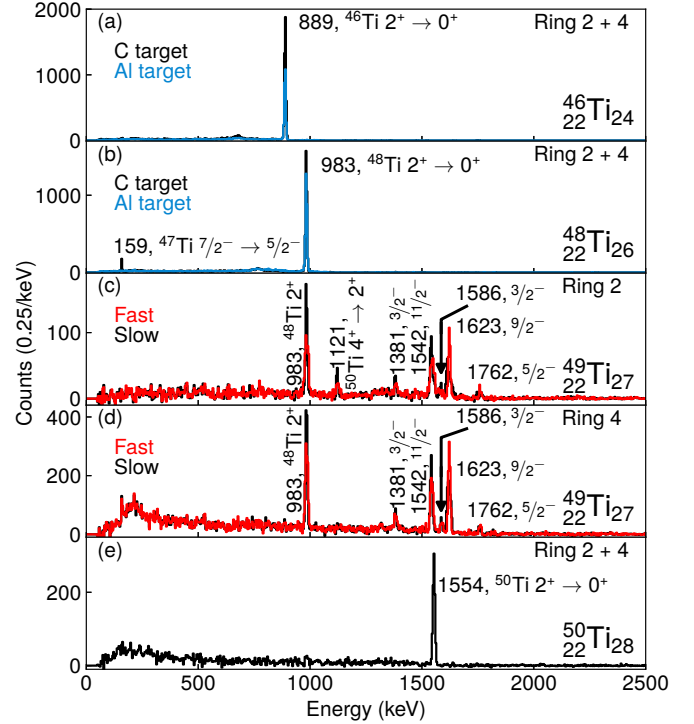 2000
(a)
889, ⁴⁶Ti 2⁺ → 0⁺
Ring 2 + 4
C target
Al target
1000
⁴⁶₂₂Ti₂₄
0
(b)
983, ⁴⁸Ti 2⁺ → 0⁺
Ring 2 + 4
C target
Al target
1000
⁴⁸₂₂Ti₂₆
159, ⁴⁷Ti 7/2⁻ → 5/2⁻
0
(c)
Ring 2
Fast
Slow
100
983, ⁴⁸Ti 2⁺
1121,
⁵⁰Ti 4⁺ → 2⁺
1381, 3/2⁻
1542, 11/2⁻
1586, 3/2⁻
1623, 9/2⁻
1762, 5/2⁻
⁴⁹₂₂Ti₂₇
0
400
(d)
Ring 4
Fast
Slow
200
983, ⁴⁸Ti 2⁺
1381, 3/2⁻
1542, 11/2⁻
1586, 3/2⁻
1623, 9/2⁻
1762, 5/2⁻
⁴⁹₂₂Ti₂₇
0
(e)
Ring 2 + 4
200
1554, ⁵⁰Ti 2⁺ → 0⁺
⁵⁰₂₂Ti₂₈
0
0 500 1000 1500 2000 2500
Energy (keV)
Counts (0.25/keV)